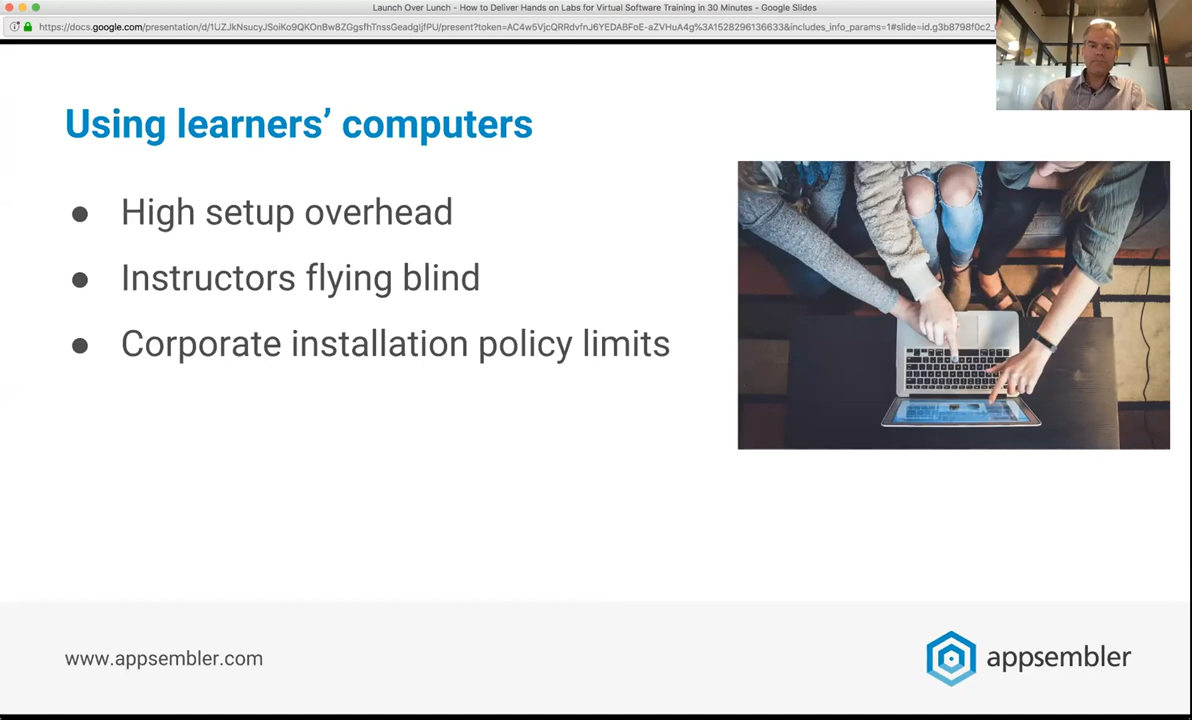 Launch Over Lunch - How to Deliver Hands on Labs for Virtual Software Training in 30 Minutes - Google Slides
Using learners’ computers
● High setup overhead
● Instructors flying blind
● Corporate installation policy limits
www.appsembler.com
appsembler